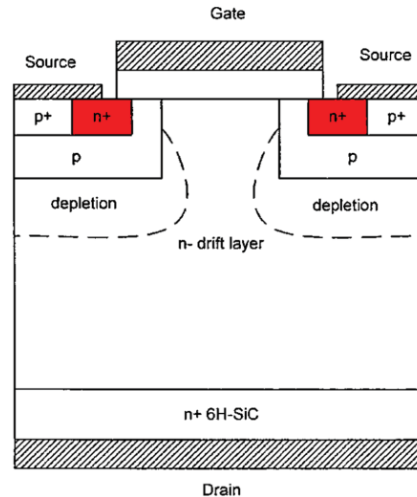 Gate
Source
Source
p+
n+
n+
p+
p
p
depletion
depletion
n- drift layer
n+ 6H-SiC
Drain